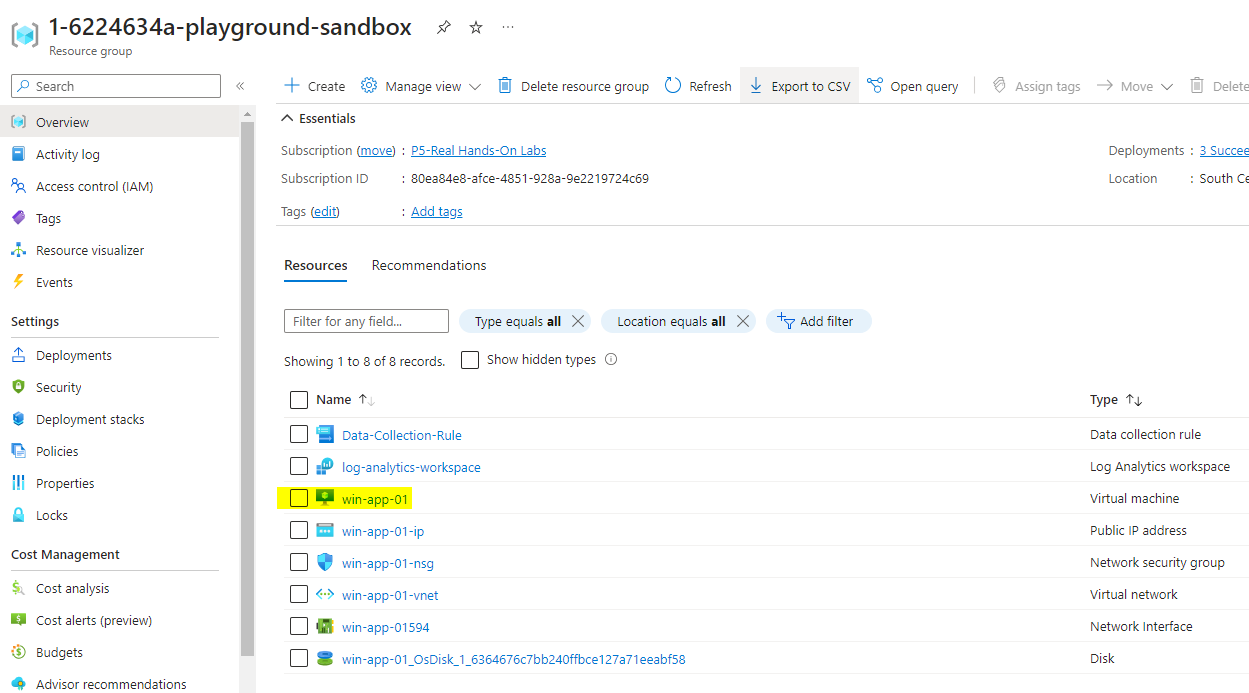 1-6224634a-playground-sandbox
Resource group
Search
Overview
Activity log
Access control (IAM)
Tags
Resource visualizer
Events
Settings
Deployments
Security
Deployment stacks
Policies
Properties
Locks
Cost Management
Cost analysis
Cost alerts (preview)
Budgets
Advisor recommendations
Create Manage view Delete resource group Refresh Export to CSV Open query Assign tags Move Delete
Essentials
Subscription (move) : P5-Real Hands-On Labs Deployments : 3 Succee
Subscription ID : 80ea84e8-afce-4851-928a-9e2219724c69 Location : South Ce
Tags (edit) : Add tags
Resources Recommendations
Filter for any field... Type equals all Location equals all Add filter
Showing 1 to 8 of 8 records. Show hidden types
Name Type
Data-Collection-Rule Data collection rule
log-analytics-workspace Log Analytics workspace
win-app-01 Virtual machine
win-app-01-ip Public IP address
win-app-01-nsg Network security group
win-app-01-vnet Virtual network
win-app-01594 Network Interface
win-app-01_OsDisk_1_6364676c7bb240ffbce127a71eeabf58 Disk